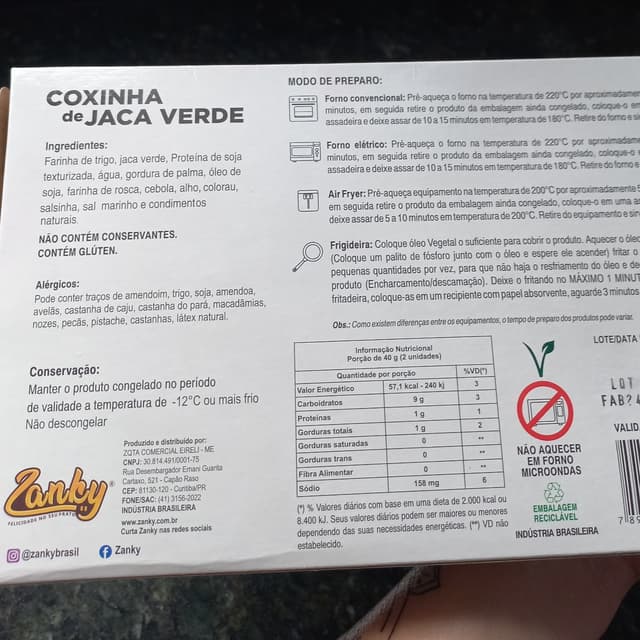 COXINHA
de JACA VERDE
Ingredientes:
Farinha de trigo, jaca verde, Proteína de soja
texturizada, água, gordura de palma, óleo de
soja, farinha de rosca, cebola, alho, colorau,
salsinha, sal marinho e condimentos
naturais.
NÃO CONTÉM CONSERVANTES.
CONTÉM GLÚTEN.
Alérgicos:
Pode conter traços de amendoim, trigo, soja, amendoa,
avelãs, castanha de caju, castanha do pará, macadâmias,
nozes, pecãs, pistache, castanhas, látex natural.
Conservação:
Manter o produto congelado no período
de validade a temperatura de -12°C ou mais frio
Não descongelar
Zanky®
FELICIDADE NO SEU PRATO
Produzido e distribuido por:
ZQTA COMERCIAL EIRELI - ME
CNPJ: 30.814.491/0001-75
Rua Desembargador Ernani Guarita
Cartaxo, 521 - Capão Raso
CEP: 81130-120 - Curitiba/PR
FONE/SAC: (41) 3156-2022
INDÚSTRIA BRASILEIRA
www.zanky.com.br
Curta Zanky nas redes sociais
@zankybrasil Zanky
MODO DE PREPARO:
Forno convencional: Pré-aqueça o forno na temperatura de 220°C por aproximadamen
minutos, em seguida retire o produto da embalagem ainda congelado, coloque-o em
assadeira e deixe assar de 10 a 15 minutos em temperatura de 180°C. Retire do forno e sir
Forno elétrico: Pré-aqueça o forno na temperatura de 220°C por aproximadame
minutos, em seguida retire o produto da embalagem ainda congelado, coloque-o
assadeira e deixe assar de 10 a 15 minutos em temperatura de 180°C. Retire do forno e
Air Fryer: Pré-aqueça equipamento na temperatura de 200°C por aproximadamente
em seguida retire o produto da embalagem ainda congelado, coloque-o em uma as
deixe assar de 5 a 10 minutos em temperatura de 200°C. Retire do equipamento e sir
Frigideira: Coloque óleo Vegetal o suficiente para cobrir o produto. Aquecer o óleo
(Coloque um palito de fósforo junto com o óleo e espere ele acender) fritar o
pequenas quantidades por vez, para que não haja o resfriamento do óleo e de
produto (Encharcamento/descamação). Deixe o fritando no MÁXIMO 1 MINUT
fritadeira, coloque-as em um recipiente com papel absorvente, aguarde 3 minutos
Obs.: Como existem diferenças entre os equipamentos, o tempo de preparo dos produtos pode variar.
Informação Nutricional
Porção de 40 g (2 unidades)
Quantidade por porção %VD(*)
Valor Energético 57,1 kcal - 240 kj 3
Carboidratos 9 g 3
Proteínas 1 g 1
Gorduras totais 1 g 2
Gorduras saturadas 0 **
Gorduras trans 0 **
Fibra Alimentar 0 **
Sódio 158 mg 6
(*) % Valores diários com base em uma dieta de 2.000 kcal ou
8.400 kJ. Seus valores diários podem ser maiores ou menores
dependendo das suas necessidades energéticas. (**) VD não
estabelecido.
NÃO AQUECER
EM FORNO
MICROONDAS
EMBALAGEM
RECICLÁVEL
INDÚSTRIA BRASILEIRA
LOTE/DATA
LOT
FAB24
VALID
789